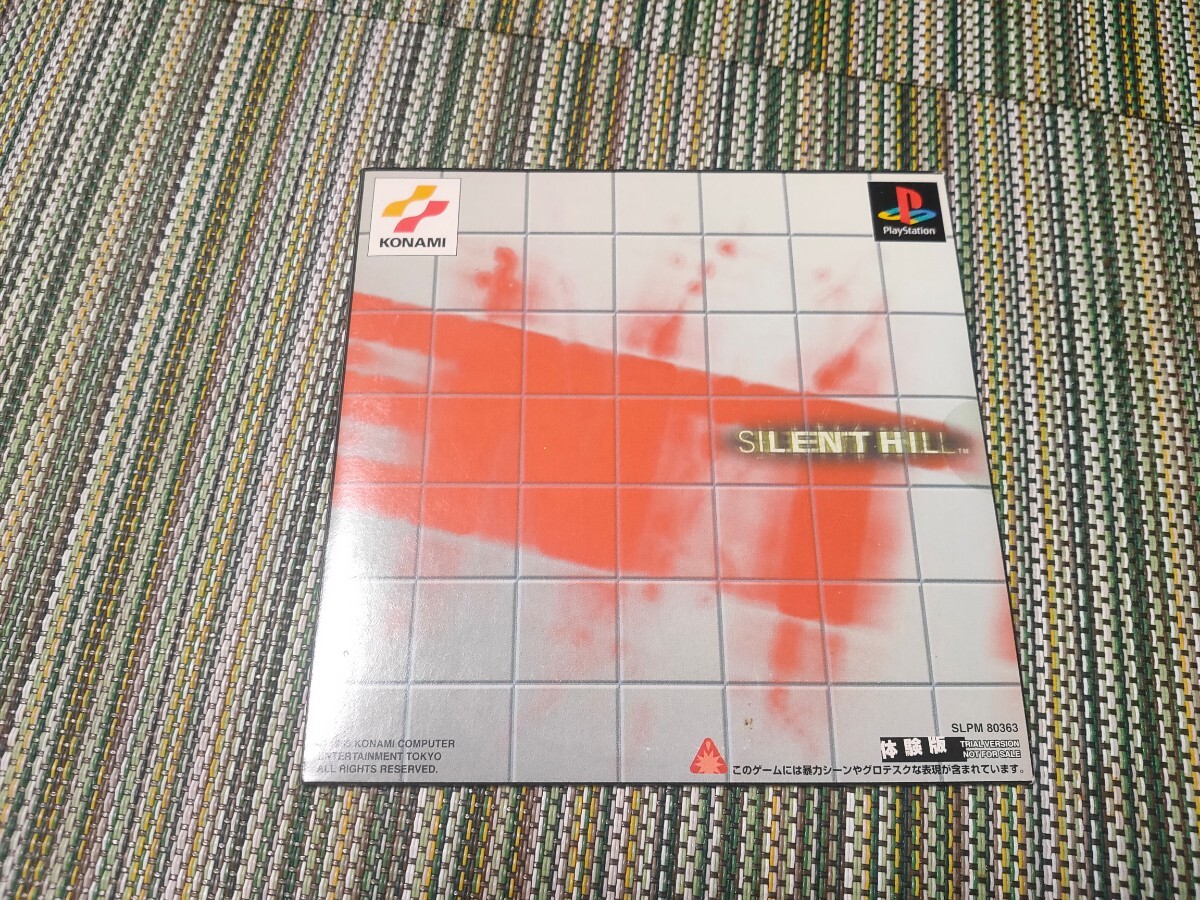 KONAMI
PlayStation
SILENT HILL™
SLPM 80363
体験版
TRIAL VERSION
NOT FOR SALE
KONAMI COMPUTER
ENTERTAINMENT TOKYO
ALL RIGHTS RESERVED.
このゲームには暴力シーンやグロテスクな表現が含まれています。